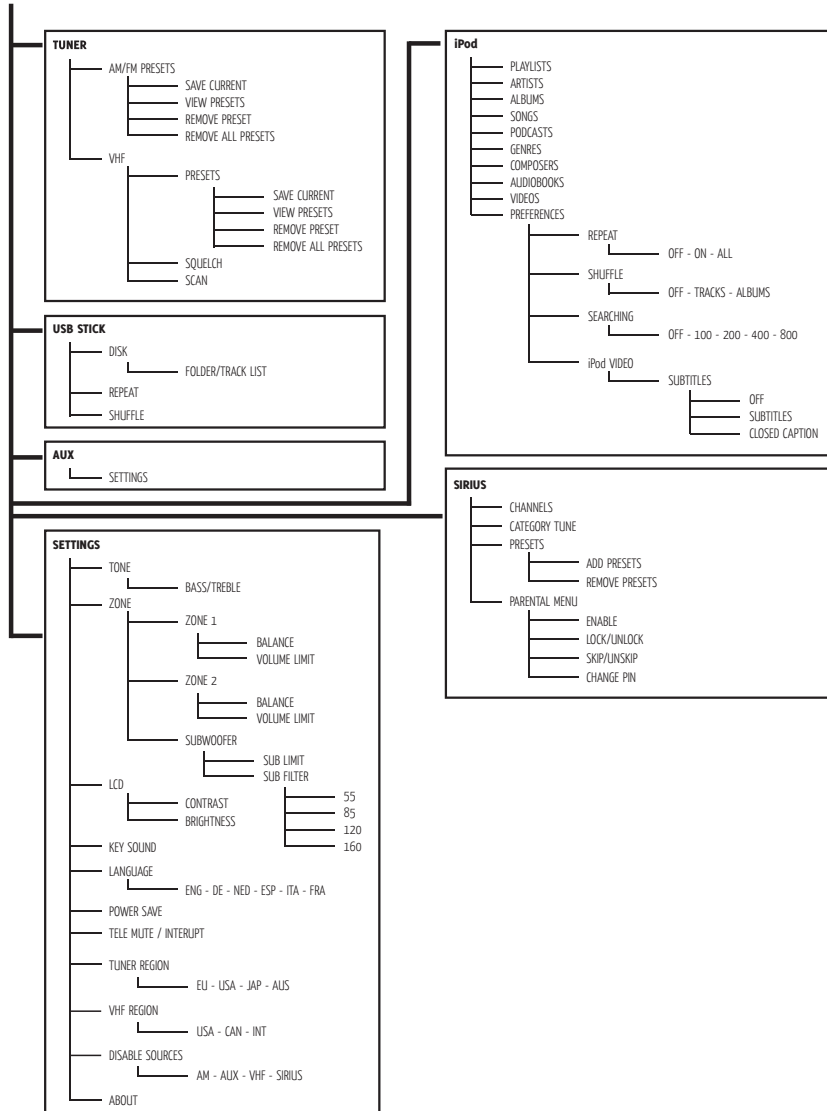 TUNER
AM/FM PRESETS
SAVE CURRENT
VIEW PRESETS
REMOVE PRESET
REMOVE ALL PRESETS
VHF
PRESETS
SAVE CURRENT
VIEW PRESETS
REMOVE PRESET
REMOVE ALL PRESETS
SQUELCH
SCAN
USB STICK
DISK
FOLDER/TRACK LIST
REPEAT
SHUFFLE
AUX
SETTINGS
iPod
PLAYLISTS
ARTISTS
ALBUMS
SONGS
PODCASTS
GENRES
COMPOSERS
AUDIOBOOKS
VIDEOS
PREFERENCES
REPEAT
OFF - ON - ALL
SHUFFLE
OFF - TRACKS - ALBUMS
SEARCHING
OFF - 100 - 200 - 400 - 800
iPod VIDEO
SUBTITLES
OFF
SUBTITLES
CLOSED CAPTION
SIRIUS
CHANNELS
CATEGORY TUNE
PRESETS
ADD PRESETS
REMOVE PRESETS
PARENTAL MENU
ENABLE
LOCK/UNLOCK
SKIP/UNSKIP
CHANGE PIN
SETTINGS
TONE
BASS/TREBLE
ZONE
ZONE 1
BALANCE
VOLUME LIMIT
ZONE 2
BALANCE
VOLUME LIMIT
SUBWOOFER
SUB LIMIT
SUB FILTER
55
85
120
160
LCD
CONTRAST
BRIGHTNESS
KEY SOUND
LANGUAGE
ENG - DE - NED - ESP - ITA - FRA
POWER SAVE
TELE MUTE / INTERUPT
TUNER REGION
EU - USA - JAP - AUS
VHF REGION
USA - CAN - INT
DISABLE SOURCES
AM - AUX - VHF - SIRIUS
ABOUT